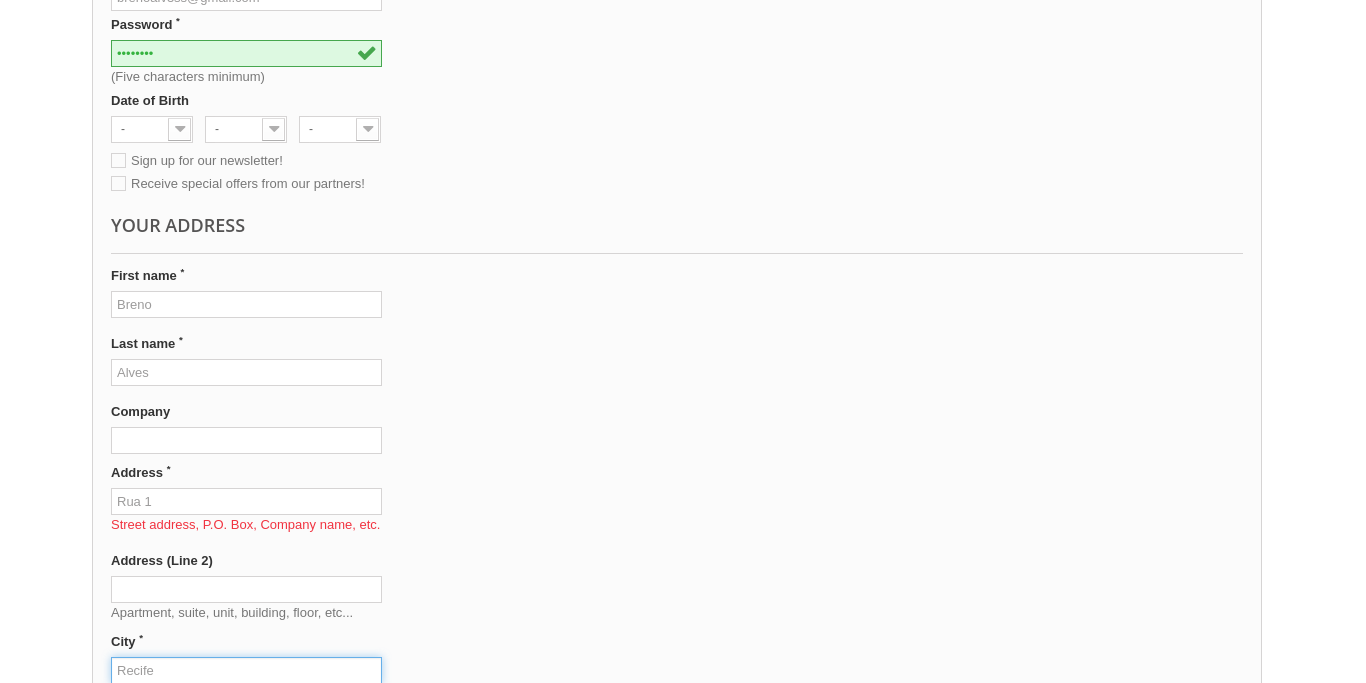 Password *
••••••••
(Five characters minimum)
Date of Birth
- - -
Sign up for our newsletter!
Receive special offers from our partners!
YOUR ADDRESS
First name *
Breno
Last name *
Alves
Company
Address *
Rua 1
Street address, P.O. Box, Company name, etc.
Address (Line 2)
Apartment, suite, unit, building, floor, etc...
City *
Recife